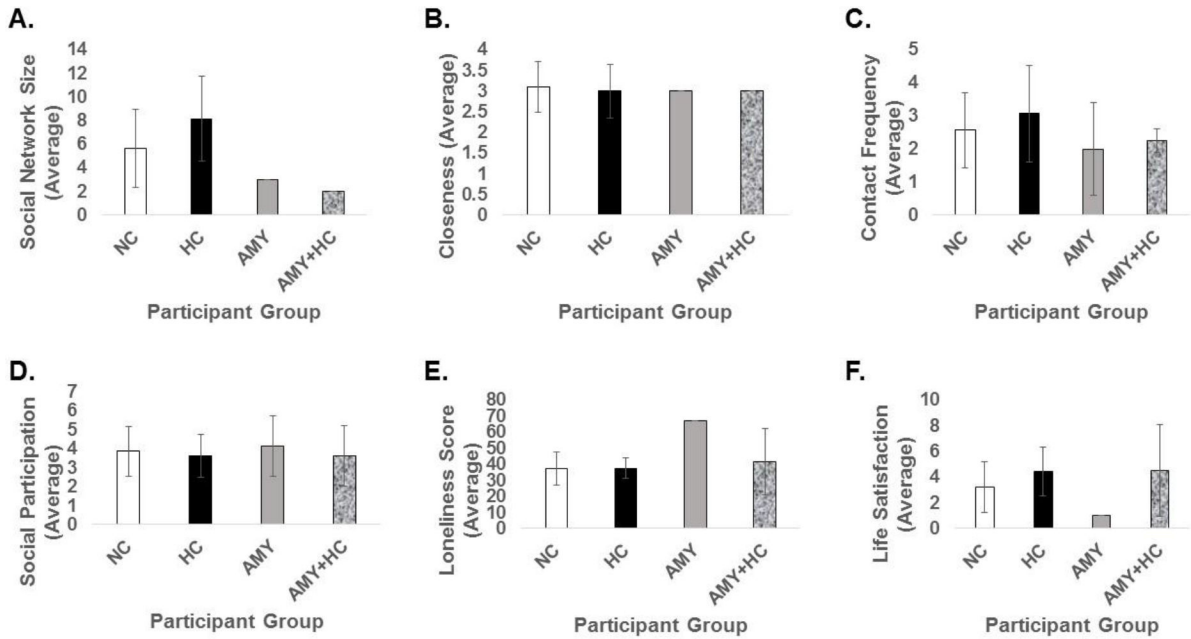 A.
Social Network Size
(Average)
14
12
10
8
6
4
2
0
NC
HC
AMY
AMY+HC
Participant Group
B.
Closeness (Average)
4
3.5
3
2.5
2
1.5
1
0.5
0
NC
HC
AMY
AMY+HC
Participant Group
C.
Contact Frequency
(Average)
5
4
3
2
1
0
NC
HC
AMY
AMY+HC
Participant Group
D.
Social Participation
(Average)
7
6
5
4
3
2
1
0
NC
HC
AMY
AMY+HC
Participant Group
E.
Loneliness Score
(Average)
80
70
60
50
40
30
20
10
0
NC
HC
AMY
AMY+HC
Participant Group
F.
Life Satisfaction
(Average)
10
8
6
4
2
0
NC
HC
AMY
AMY+HC
Participant Group